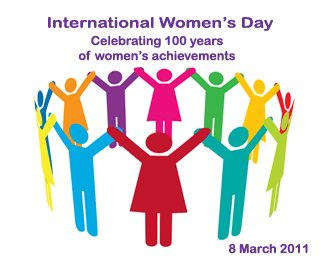 International Women's Day
Celebrating 100 years
of women's achievements
8 March 2011